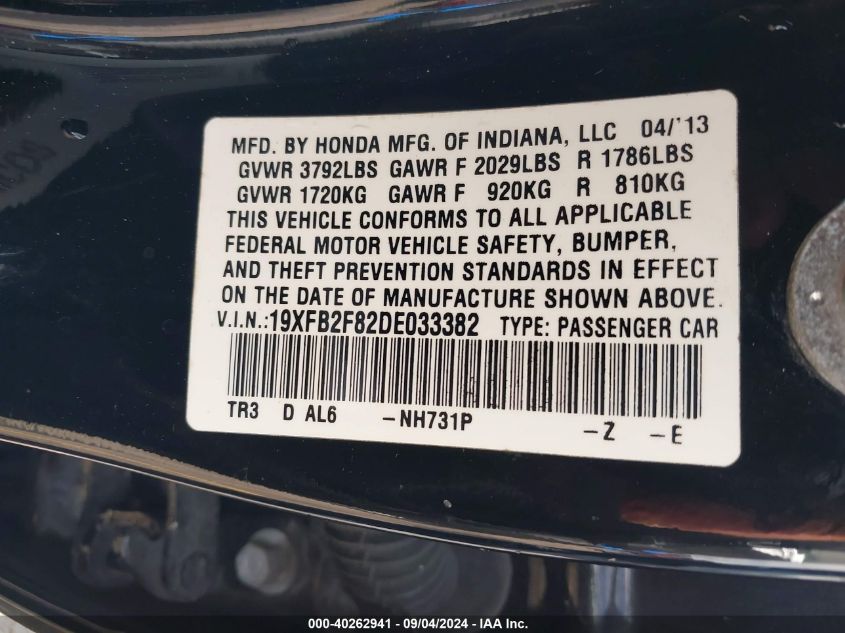 MFD. BY HONDA MFG. OF INDIANA, LLC 04/'13
GVWR 3792LBS GAWR F 2029LBS R 1786LBS
GVWR 1720KG GAWR F 920KG R 810KG
THIS VEHICLE CONFORMS TO ALL APPLICABLE
FEDERAL MOTOR VEHICLE SAFETY, BUMPER,
AND THEFT PREVENTION STANDARDS IN EFFECT
ON THE DATE OF MANUFACTURE SHOWN ABOVE.
V.I.N.:19XFB2F82DE033382 TYPE: PASSENGER CAR
TR3 D AL6 -NH731P -Z -E
000-40262941 - 09/04/2024 - IAA Inc.